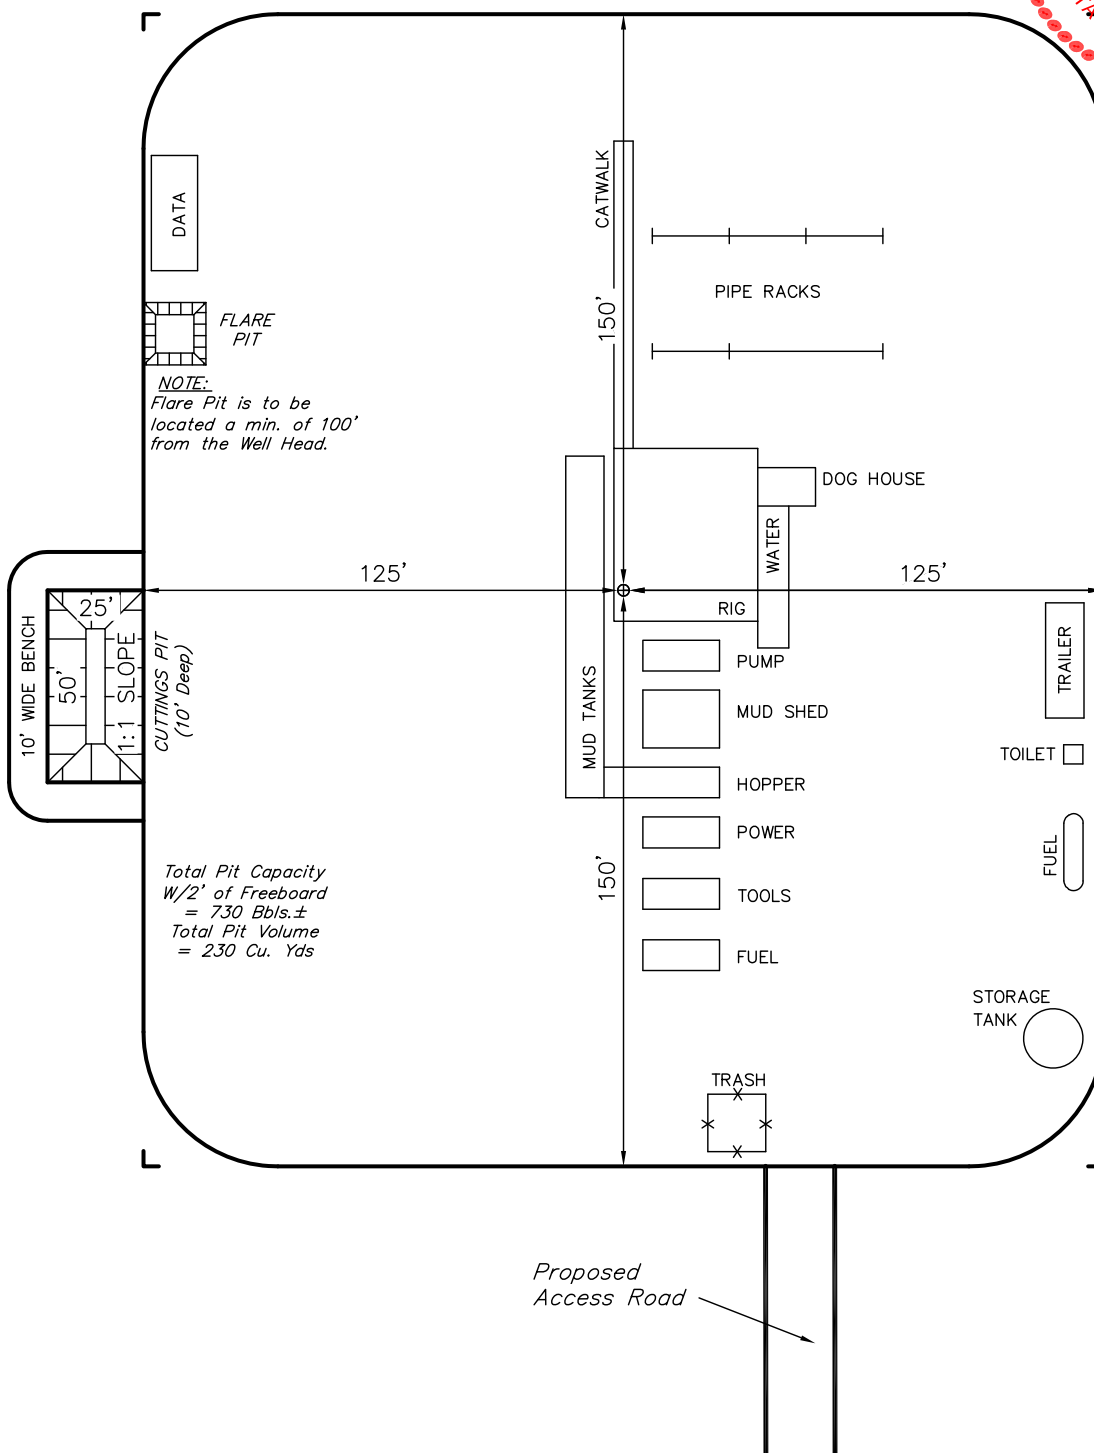 DATA
FLARE
PIT
NOTE:
Flare Pit is to be
located a min. of 100'
from the Well Head.
CATWALK
150'
PIPE RACKS
DOG HOUSE
WATER
125'
125'
RIG
10' WIDE BENCH
25'
50'
1:1 SLOPE
CUTTINGS PIT
(10' Deep)
MUD TANKS
PUMP
MUD SHED
HOPPER
POWER
TOOLS
FUEL
150'
TRAILER
TOILET
FUEL
STORAGE
TANK
Total Pit Capacity
W/2' of Freeboard
= 730 Bbls.±
Total Pit Volume
= 230 Cu. Yds
TRASH
Proposed
Access Road